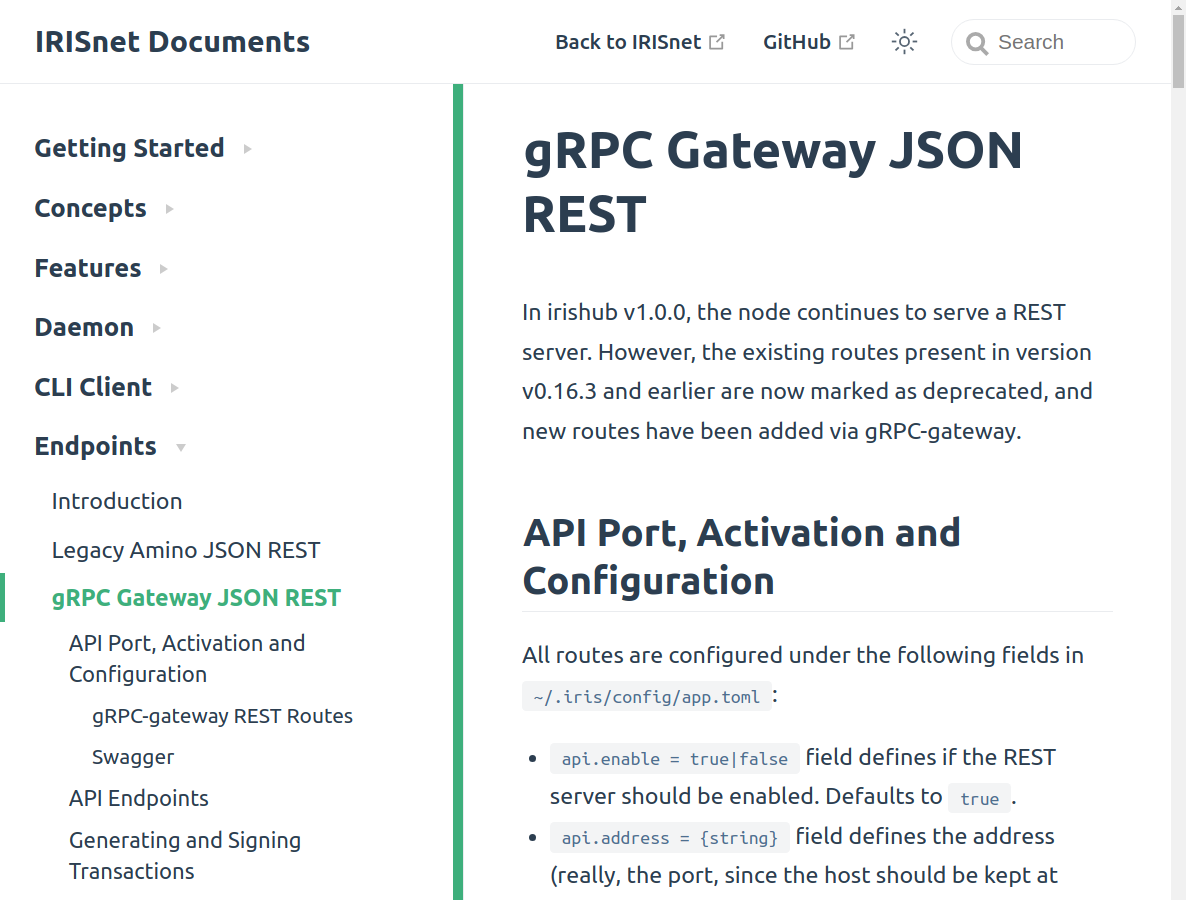 IRISnet Documents
Back to IRISnet
GitHub
Search
Getting Started
Concepts
Features
Daemon
CLI Client
Endpoints
Introduction
Legacy Amino JSON REST
gRPC Gateway JSON REST
API Port, Activation and
Configuration
gRPC-gateway REST Routes
Swagger
API Endpoints
Generating and Signing
Transactions
gRPC Gateway JSON
REST
In irishub v1.0.0, the node continues to serve a REST
server. However, the existing routes present in version
v0.16.3 and earlier are now marked as deprecated, and
new routes have been added via gRPC-gateway.
API Port, Activation and
Configuration
All routes are configured under the following fields in
~/.iris/config/app.toml :
• api.enable = true|false field defines if the REST
server should be enabled. Defaults to true .
• api.address = {string} field defines the address
(really, the port, since the host should be kept at